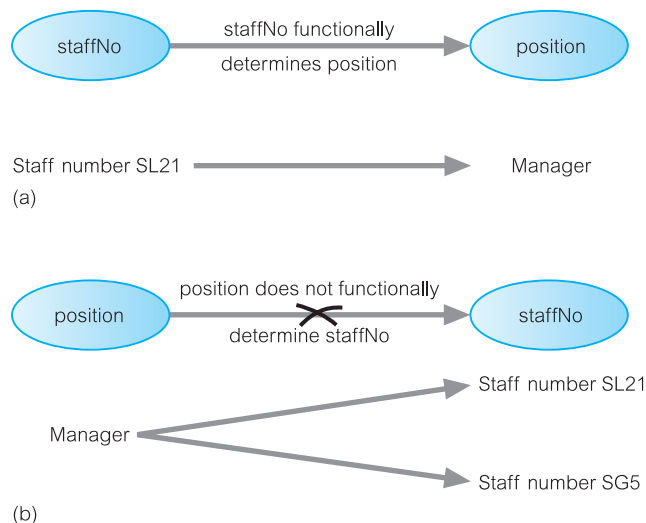 staffNo
staffNo functionally
determines position
position
Staff number SL21
Manager
(a)
position
position does not functionally
determine staffNo
staffNo
Manager
Staff number SL21
Staff number SG5
(b)